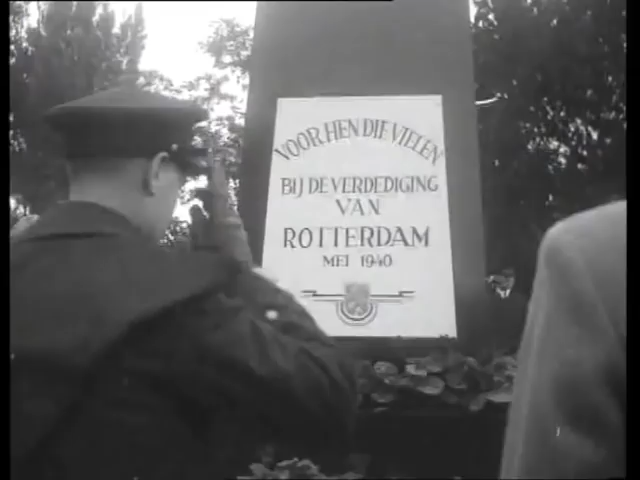 VOOR HEN DIE VIELEN
BIJ DE VERDEDIGING
VAN
ROTTERDAM
MEI 1940